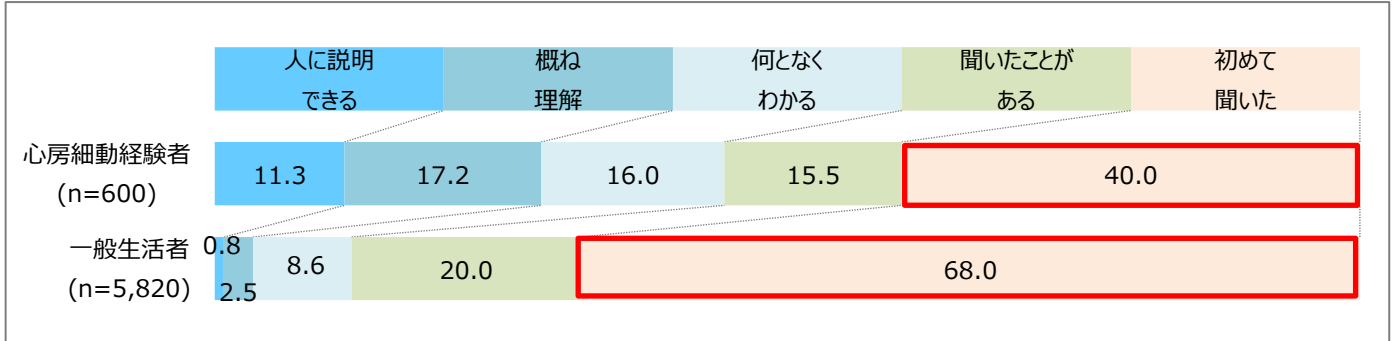 人に説明
できる
概ね
理解
何となく
わかる
聞いたことが
ある
初めて
聞いた
心房細動経験者
(n=600)
11.3
17.2
16.0
15.5
40.0
一般生活者
(n=5,820)
0.8
2.5
8.6
20.0
68.0